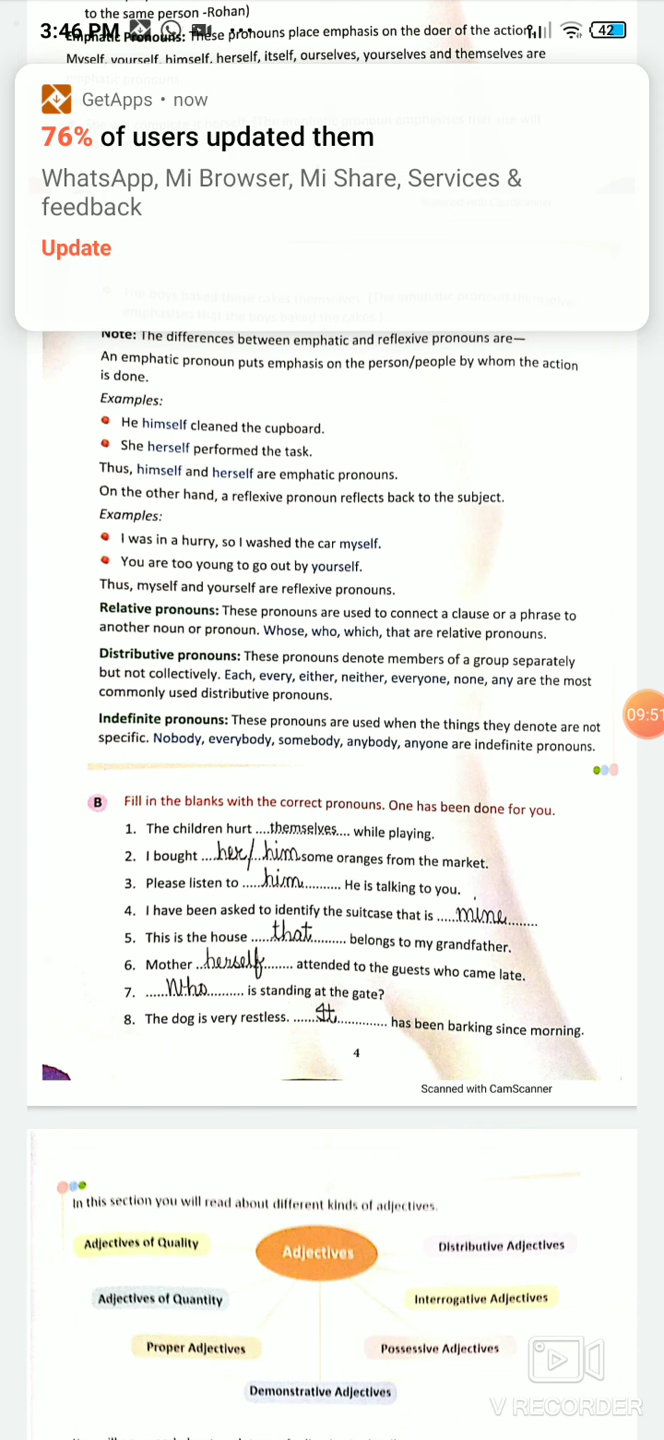 to the same person -Rohan)
3:46 PM
42
Emphatic Pronouns: These pronouns place emphasis on the doer of the action.
Myself, yourself, himself, herself, itself, ourselves, yourselves and themselves are
GetApps • now
76% of users updated them
WhatsApp, Mi Browser, Mi Share, Services &
feedback
Update
Note: The differences between emphatic and reflexive pronouns are—
An emphatic pronoun puts emphasis on the person/people by whom the action
is done.
Examples:
He himself cleaned the cupboard.
She herself performed the task.
Thus, himself and herself are emphatic pronouns.
On the other hand, a reflexive pronoun reflects back to the subject.
Examples:
I was in a hurry, so I washed the car myself.
You are too young to go out by yourself.
Thus, myself and yourself are reflexive pronouns.
Relative pronouns: These pronouns are used to connect a clause or a phrase to
another noun or pronoun. Whose, who, which, that are relative pronouns.
Distributive pronouns: These pronouns denote members of a group separately
but not collectively. Each, every, either, neither, everyone, none, any are the most
commonly used distributive pronouns.
09:51
Indefinite pronouns: These pronouns are used when the things they denote are not
specific. Nobody, everybody, somebody, anybody, anyone are indefinite pronouns.
B Fill in the blanks with the correct pronouns. One has been done for you.
1. The children hurt ....themselves.... while playing.
2. I bought ....her/him some oranges from the market.
3. Please listen to .....him.......... He is talking to you.
4. I have been asked to identify the suitcase that is .....mine........
5. This is the house .....that.......... belongs to my grandfather.
6. Mother ..herself........ attended to the guests who came late.
7. .....Who.......... is standing at the gate?
8. The dog is very restless. ......It............. has been barking since morning.
4
Scanned with CamScanner
In this section you will read about different kinds of adjectives.
Adjectives of Quality
Adjectives
Distributive Adjectives
Adjectives of Quantity
Interrogative Adjectives
Proper Adjectives
Possessive Adjectives
Demonstrative Adjectives
V RECORDER